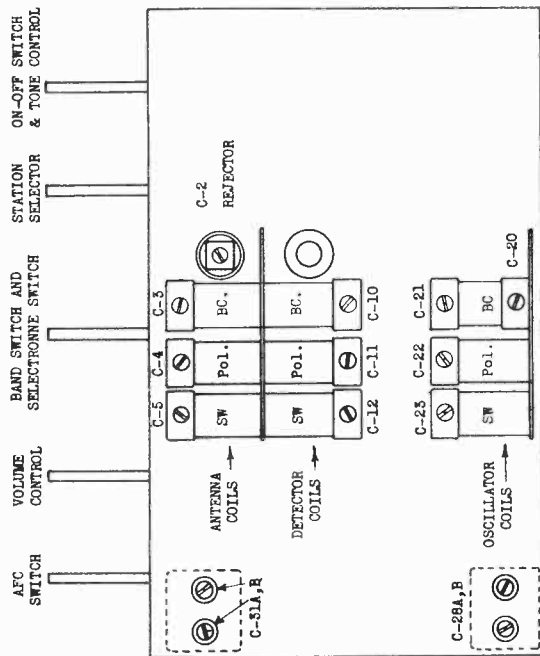 ON-OFF SWITCH
& TONE CONTROL
STATION
SELECTOR
BAND SWITCH AND
SELECTRONNE SWITCH
VOLUME
CONTROL
AFC
SWITCH
C-2
REJECTOR
C-3
C-4
C-5
BC.
Pol.
SW
BC.
Pol.
SW
C-10
C-11
C-12
ANTENNA
COILS
DETECTOR
COILS
C-20
C-21
C-22
C-23
BC
Pol.
SW
OSCILLATOR
COILS
C-31A,B
C-28A,B